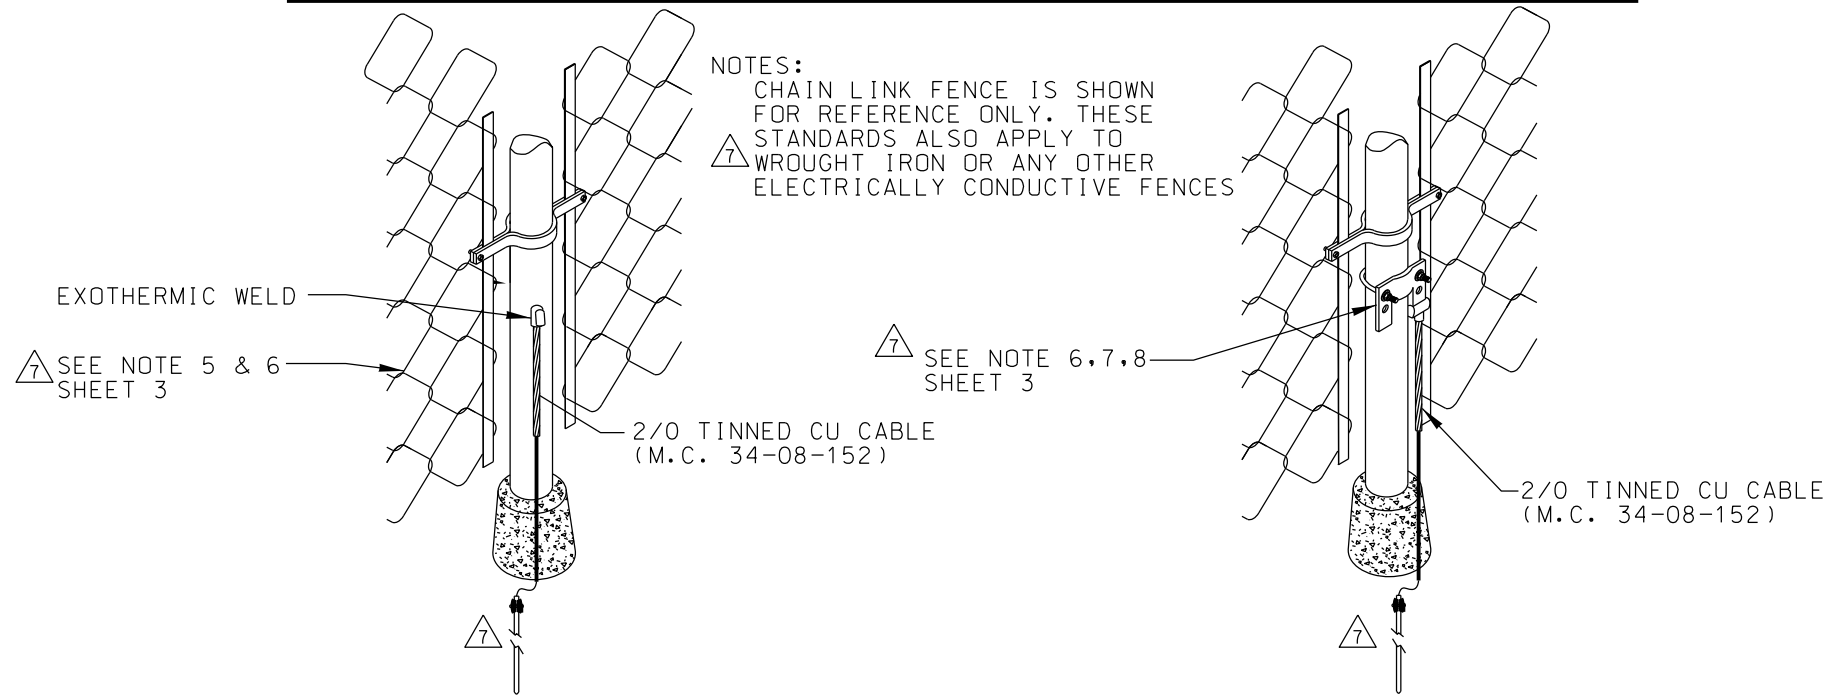 NOTES:
CHAIN LINK FENCE IS SHOWN
FOR REFERENCE ONLY. THESE
STANDARDS ALSO APPLY TO
7 WROUGHT IRON OR ANY OTHER
ELECTRICALLY CONDUCTIVE FENCES
EXOTHERMIC WELD
7 SEE NOTE 5 & 6
SHEET 3
2/0 TINNED CU CABLE
(M.C. 34-08-152)
7
7 SEE NOTE 6,7,8
SHEET 3
2/0 TINNED CU CABLE
(M.C. 34-08-152)
7